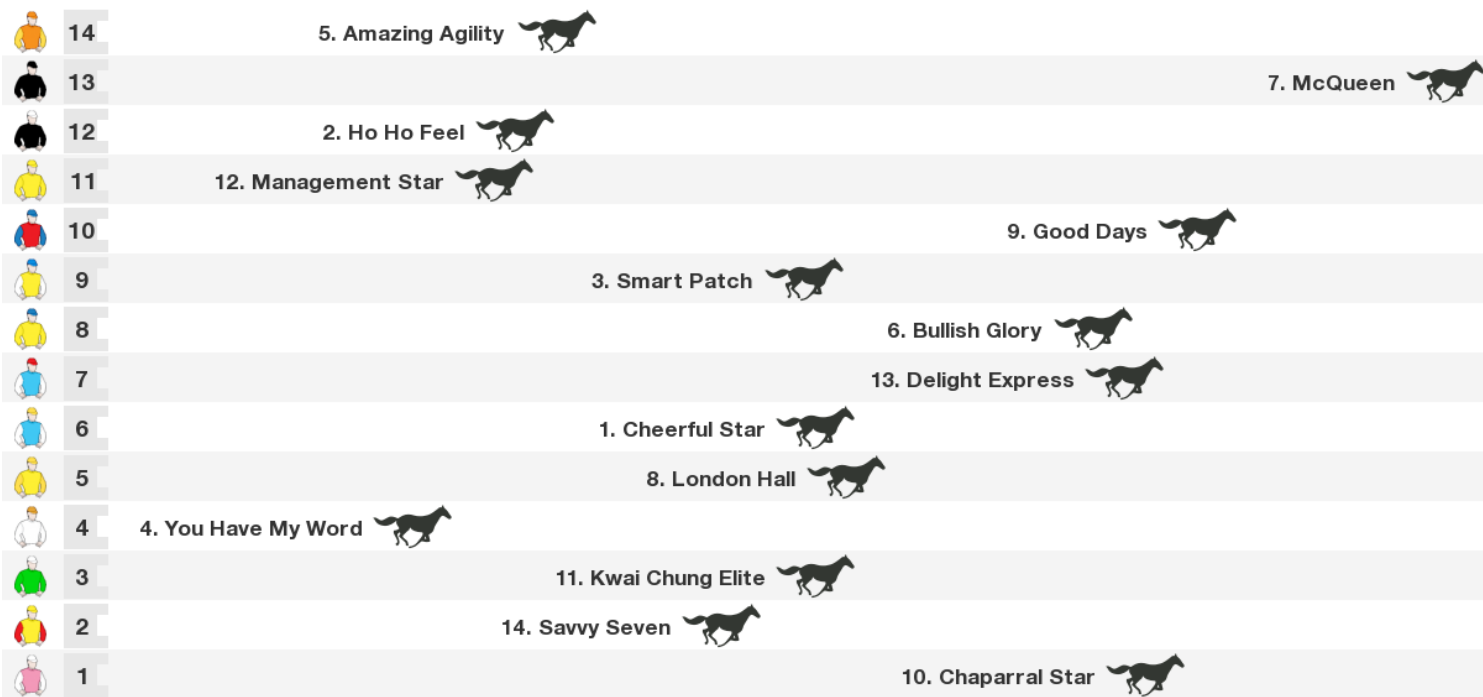 14 5. Amazing Agility
13 7. McQueen
12 2. Ho Ho Feel
11 12. Management Star
10 9. Good Days
9 3. Smart Patch
8 6. Bullish Glory
7 13. Delight Express
6 1. Cheerful Star
5 8. London Hall
4 4. You Have My Word
3 11. Kwai Chung Elite
2 14. Savvy Seven
1 10. Chaparral Star